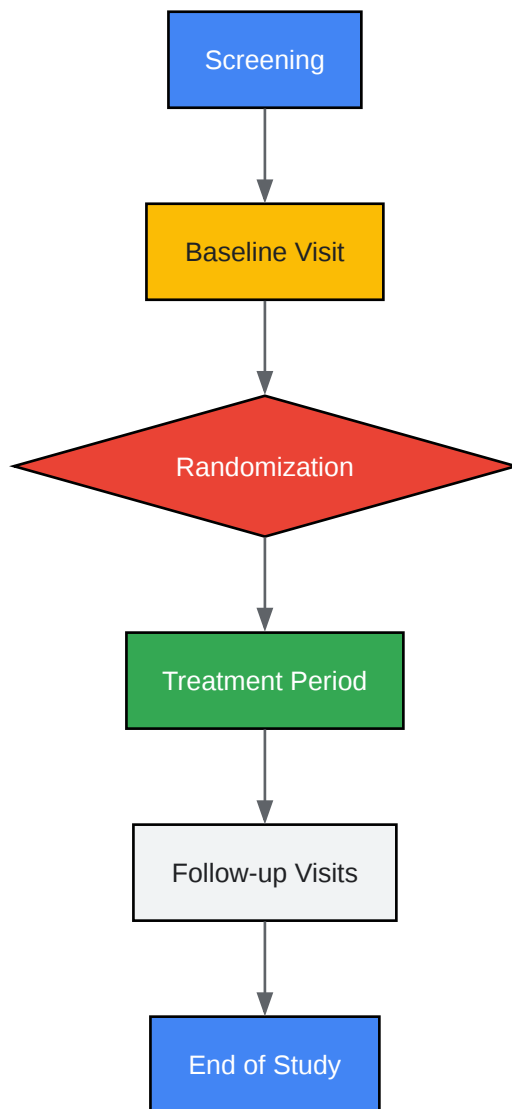 Screening
Baseline Visit
Randomization
Treatment Period
Follow-up Visits
End of Study